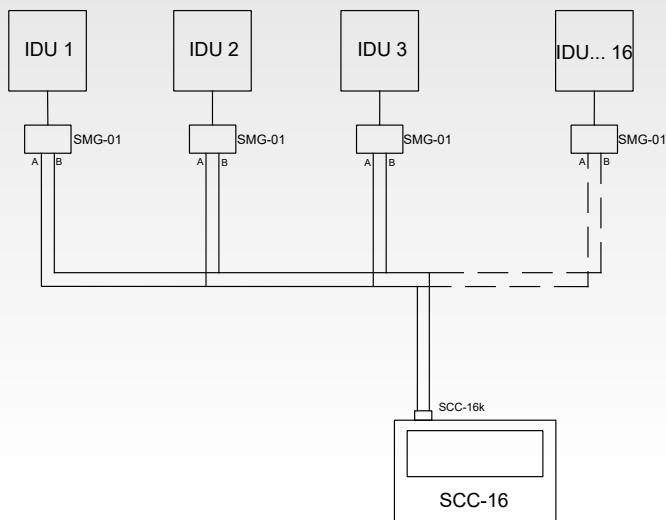 IDU 1
IDU 2
IDU 3
IDU... 16
SMG-01
SMG-01
SMG-01
SMG-01
A B
A B
A B
A B
SCC-16k
SCC-16